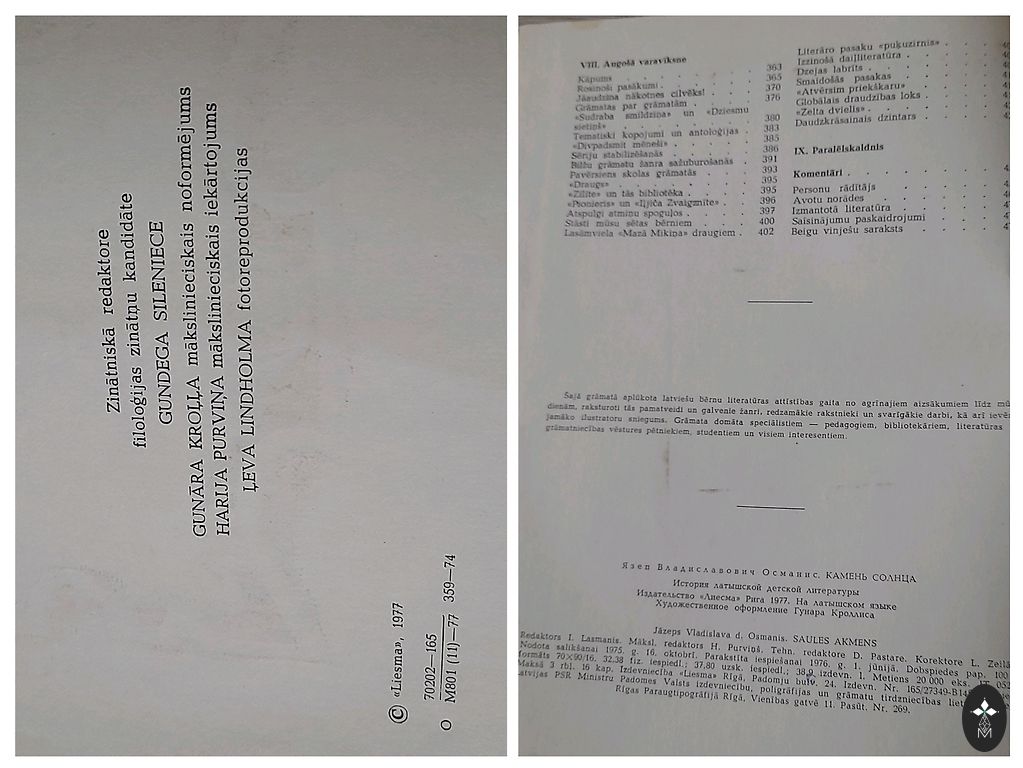 Zinātniskā redaktore
filoloģijas zinātņu kandidāte
GUNDEGA SILENIECE
GUNĀRA KROĻĻA mākslinieciskais noformējums
HARIJA PURVIŅA mākslinieciskais iekārtojums
ĻEVA LINDHOLMA fotoreprodukcijas
© «Liesma», 1977
O 70202—165
M801 (11)—77 359—74
VIII. Augošā varavīksne 363
Kāpums 365
Rosinoši pasākumi 370
Jāaudzina nākotnes cilvēks! 376
Grāmatas par grāmatām
«Sudraba smildziņa» un «Dziesmu
sietiņš» 380
Tematiski kopojumi un antoloģijas 383
«Divpadsmit mēneši» 385
Sēriju stabilizēšanās 386
Bilžu grāmatu žanra sažuburošanās 391
Pavērsiens skolas grāmatās 393
«Draugs» 395
«Zīlīte» un tās bibliotēka 395
«Pionieris» un «Iļjiča Zvaigznīte» 396
Atspulgi atmiņu spoguļos 397
Stāsti mūsu sētas bērniem 400
Lasāmviela «Mazā Mikiņa» draugiem 402
Literāro pasaku «puķuzirnis»
Izzinošā daiļliteratūra
Dzejas labrīts
Smaidošās pasakas
«Atvērsim priekškaru»
Globālais draudzības loks
«Zelta dvielis»
Daudzkrāsainais dzintars
IX. Paralēlskaldnis
Komentāri
Personu rādītājs
Avotu norādes
Izmantotā literatūra
Saīsinājumu paskaidrojumi
Beigu vinješu saraksts
Šajā grāmatā aplūkota latviešu bērnu literatūras attīstības gaita no agrīnajiem aizsākumiem līdz
dienām, raksturoti tās pamatveidi un galvenie žanri, redzamākie rakstnieki un svarīgākie darbi, kā arī
jamāko ilustratoru sniegums. Grāmata domāta speciālistiem — pedagogiem, bibliotekāriem, literatūras
grāmatniecības vēstures pētniekiem, studentiem un visiem interesentiem.
Язеп Владиславович Османис. КАМЕНЬ СОЛНЦА
История латышской детской литературы
Издательство «Лиесма» Рига 1977. На латышском языке
Художественное оформление Гунара Кроллиса
Jāzeps Vladislava d. Osmanis. SAULES AKMENS
Redaktors I. Lasmanis. Māksl. redaktors H. Purviņš. Tehn. redaktore D. Pastare. Korektore L.
Nodota salikšanai 1975. g. 16. oktobrī. Parakstīta iespiešanai 1976. g. 1. jūnijā. Dobspiedes pap. 100
formāts 70×90/16. 32,38 fiz. iespiedl.; 37,80 uzsk. iespiedl.; 38,9 izdevn. l. Metiens 20 000 eks.
Maksā 3 rbl. 16 kap. Izdevniecība «Liesma» Rīgā, Padomju bulv. 24. Izdevn. Nr. 165/27349
Latvijas PSR Ministru Padomes Valsts izdevniecību, poligrāfijas un grāmatu tirdzniecības
Rīgas Paraugtipogrāfijā Rīgā, Vienības gatvē 11. Pasūt. Nr. 269.
M